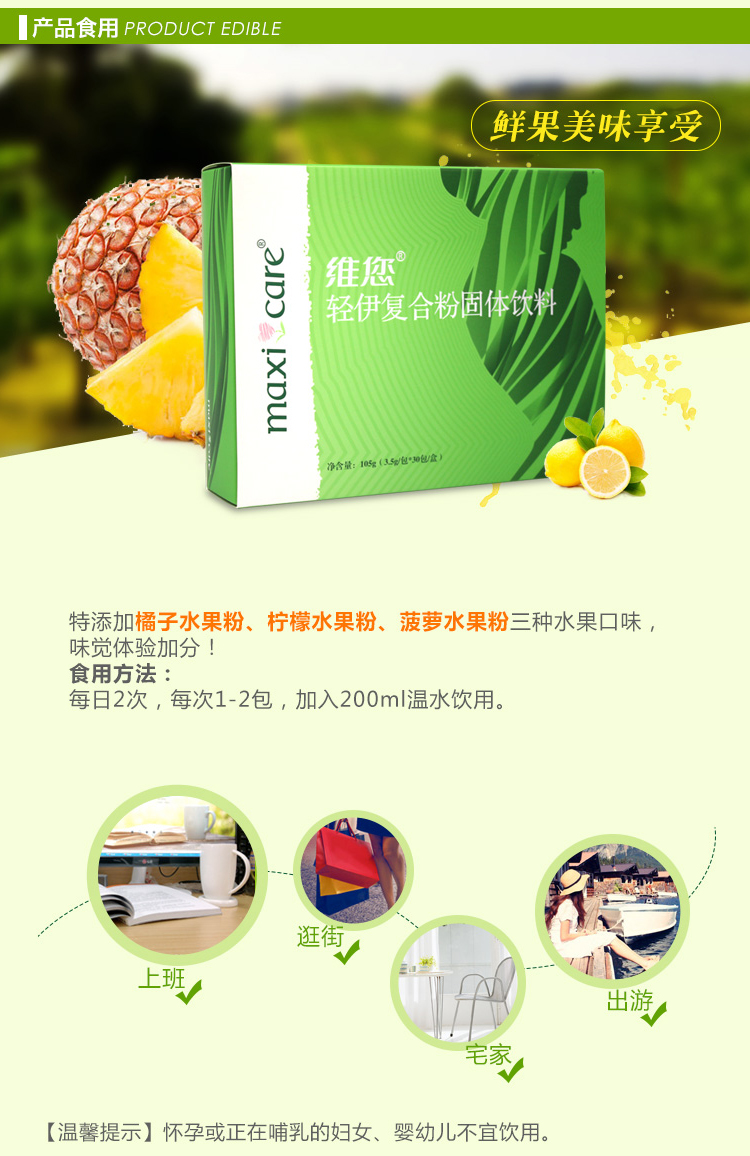 产品食用 PRODUCT EDIBLE
鲜果美味享受
maxi care®
维您®
轻伊复合粉固体饮料
净含量：105g（3.5g/包*30包/盒）
特添加橘子水果粉、柠檬水果粉、菠萝水果粉三种水果口味，
味觉体验加分！
食用方法：
每日2次，每次1-2包，加入200ml温水饮用。
上班
逛街
宅家
出游
【温馨提示】怀孕或正在哺乳的妇女、婴幼儿不宜饮用。